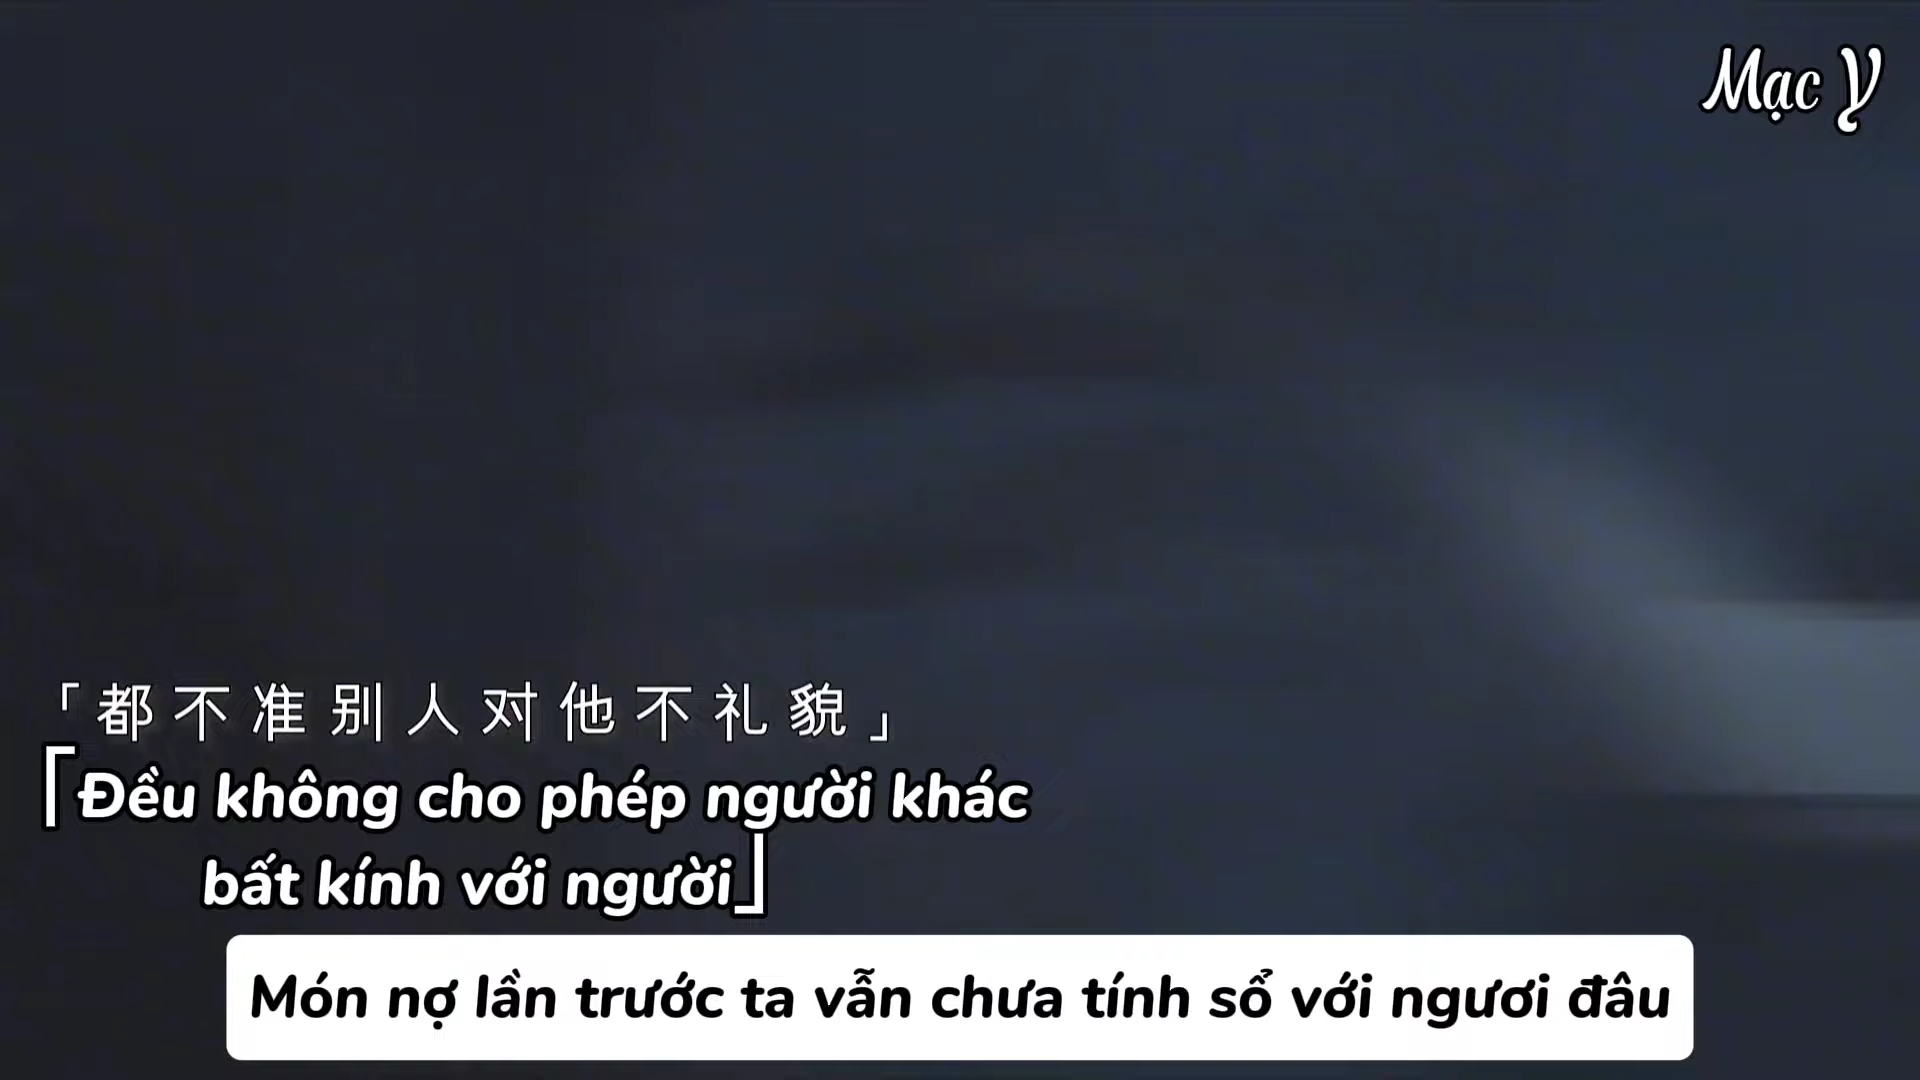 Mạc Y
「都不准别人对他不礼貌」
「Đều không cho phép người khác
bất kính với người」
Món nợ lần trước ta vẫn chưa tính sổ với ngươi đâu